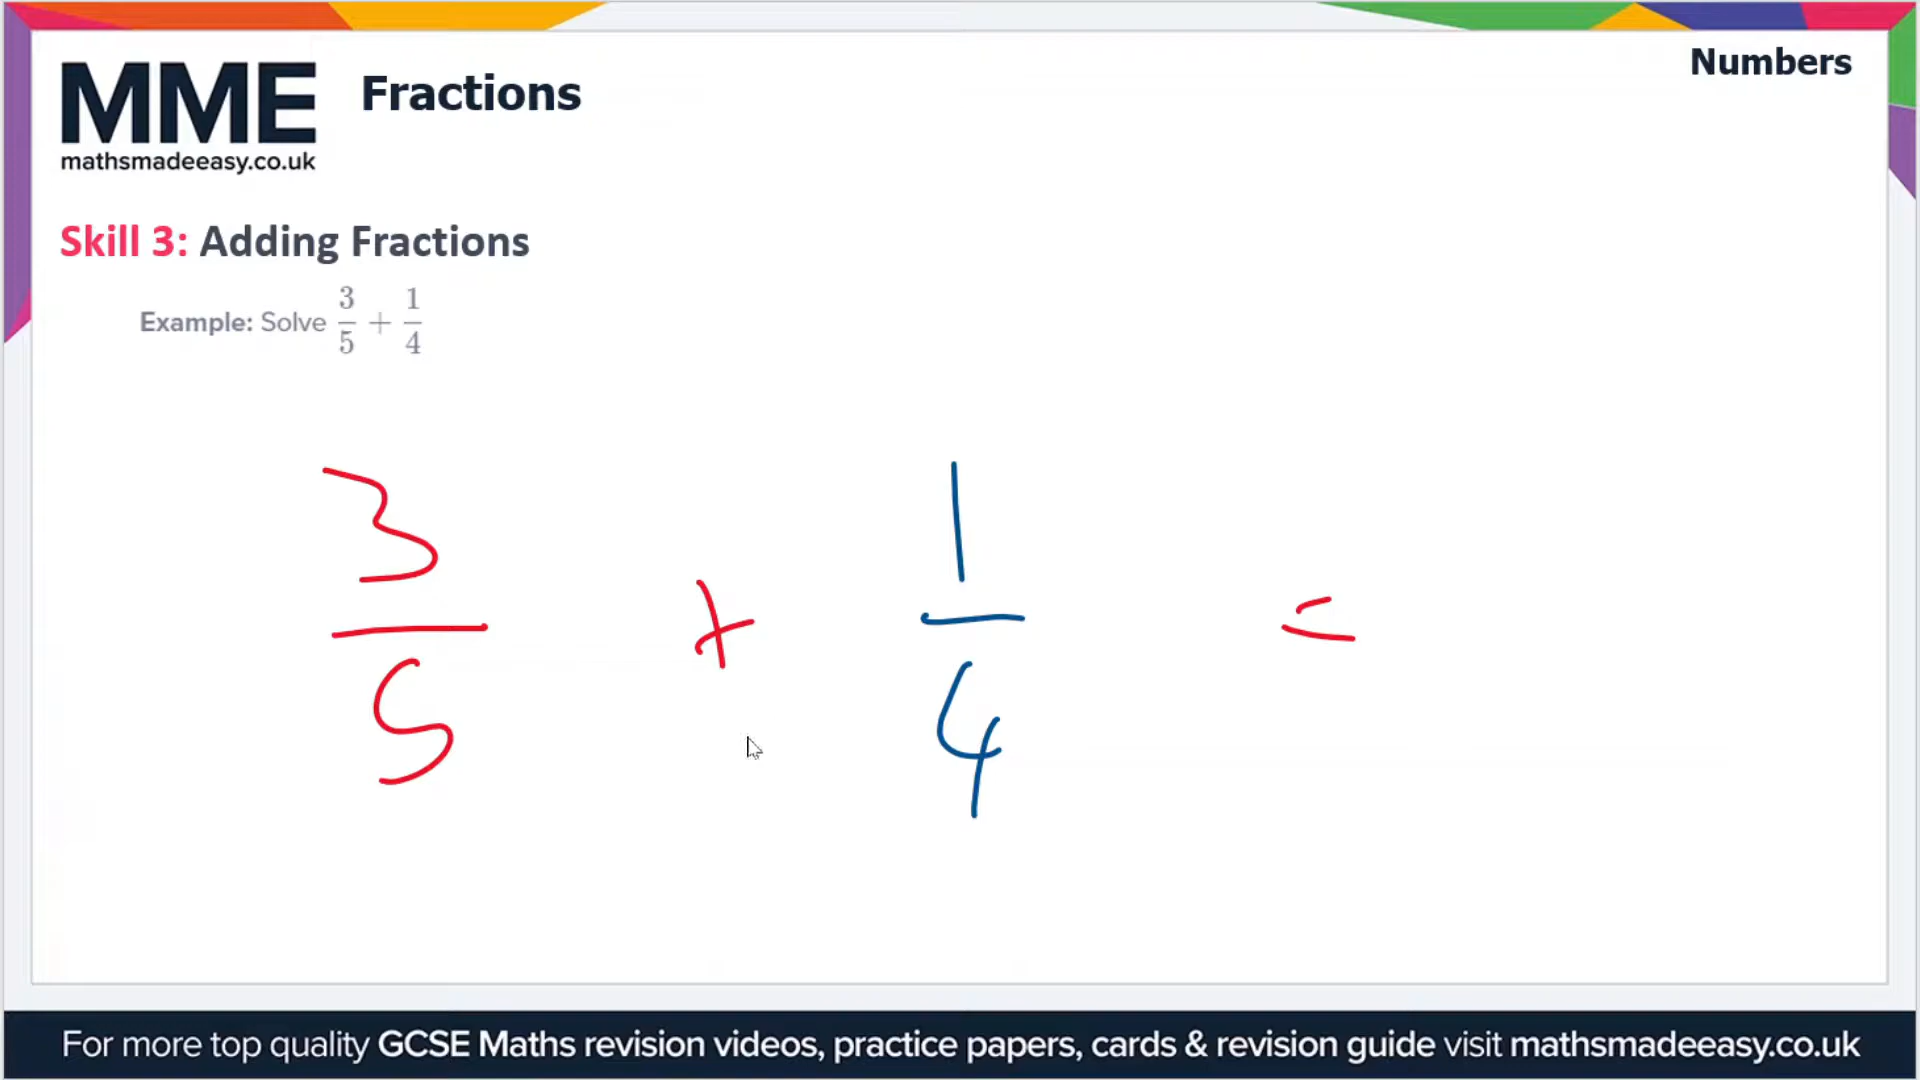 Numbers
MME
mathsmadeeasy.co.uk
Fractions
Skill 3: Adding Fractions
Example: Solve 3/5 + 1/4
3/5 + 1/4 =
For more top quality GCSE Maths revision videos, practice papers, cards & revision guide visit mathsmadeeasy.co.uk